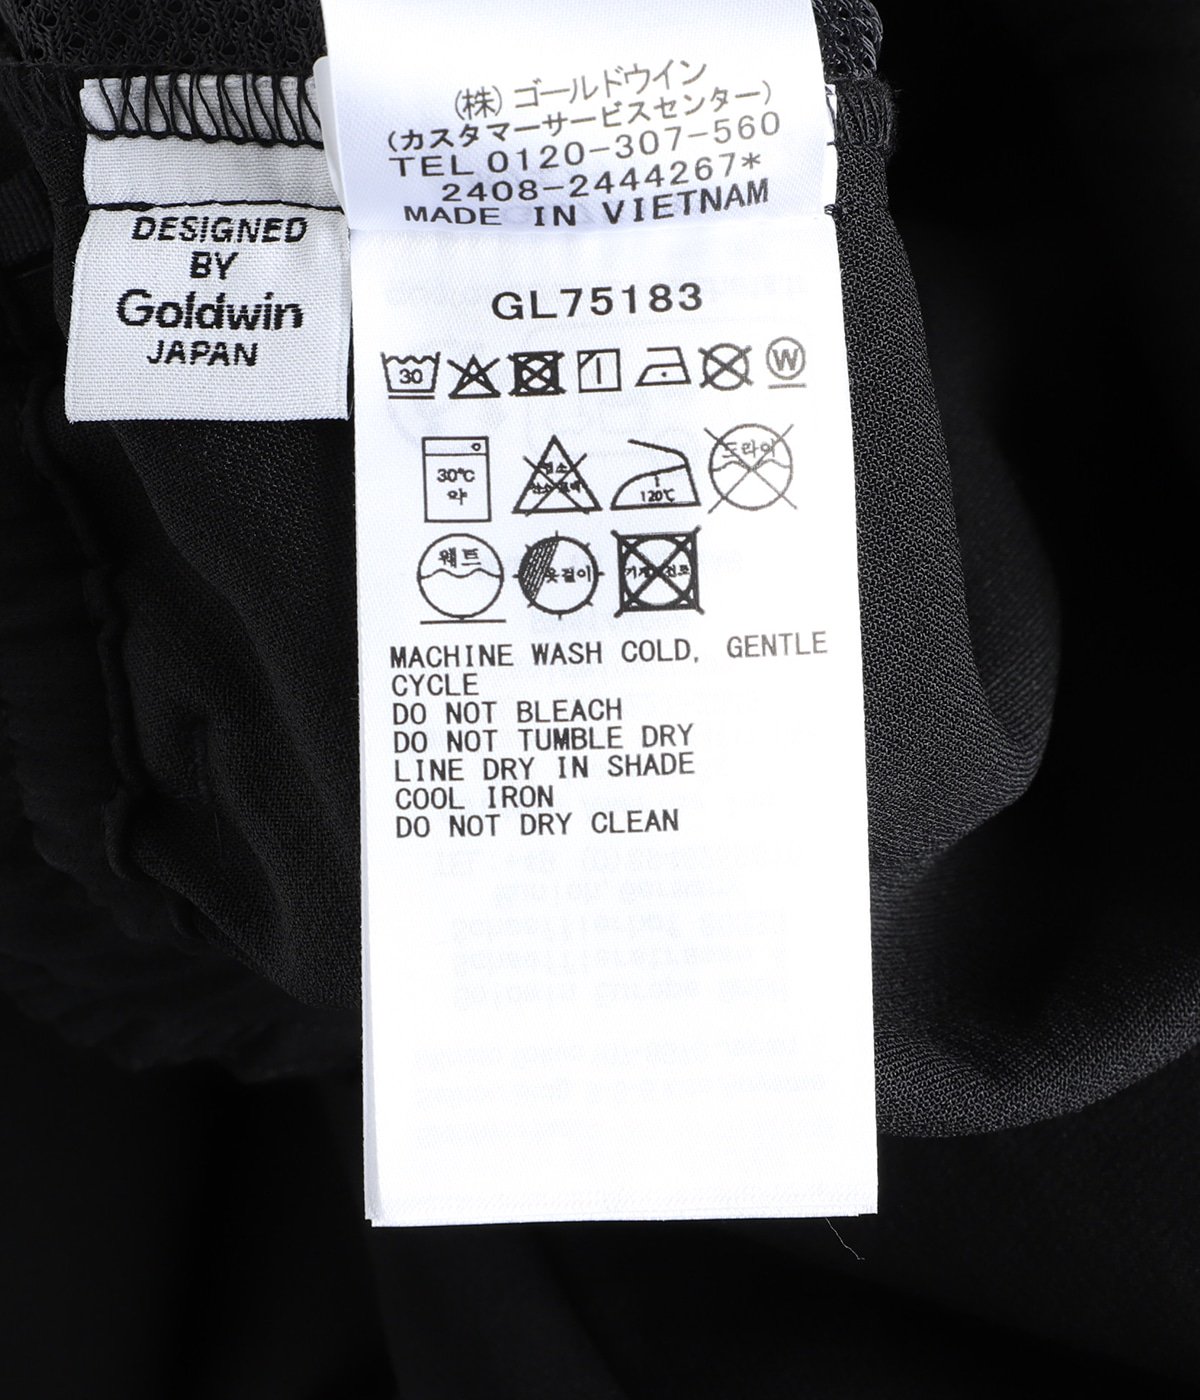 (株)ゴールドウイン
(カスタマーサービスセンター)
TEL 0120-307-560
2408-2444267*
MADE IN VIETNAM
DESIGNED
BY
Goldwin
JAPAN
GL75183
30
W
30℃
약
드라이
120℃
웨트
옷걸이
MACHINE WASH COLD, GENTLE
CYCLE
DO NOT BLEACH
DO NOT TUMBLE DRY
LINE DRY IN SHADE
COOL IRON
DO NOT DRY CLEAN